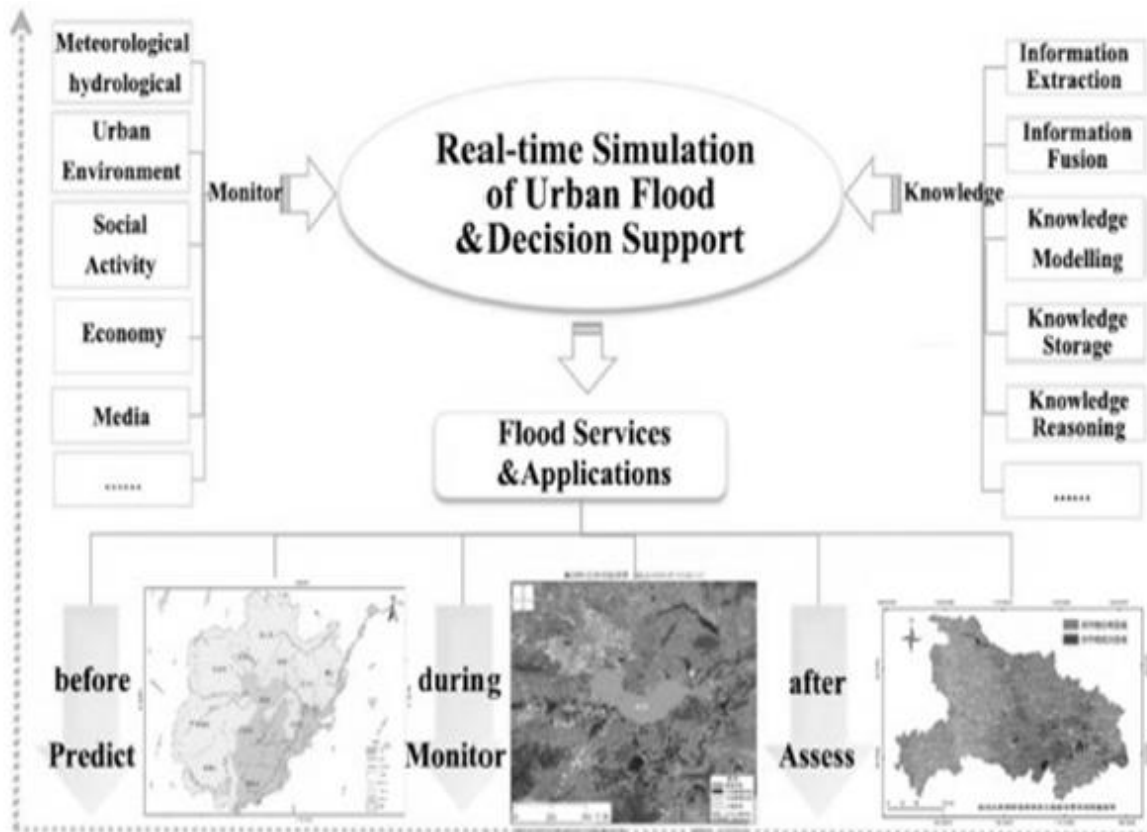 Meteorological
hydrological
Urban
Environment
Social
Activity
Economy
Media
......
Monitor
Real-time Simulation
of Urban Flood
&Decision Support
Knowledge
Information
Extraction
Information
Fusion
Knowledge
Modelling
Knowledge
Storage
Knowledge
Reasoning
......
Flood Services
&Applications
before
Predict
during
Monitor
after
Assess